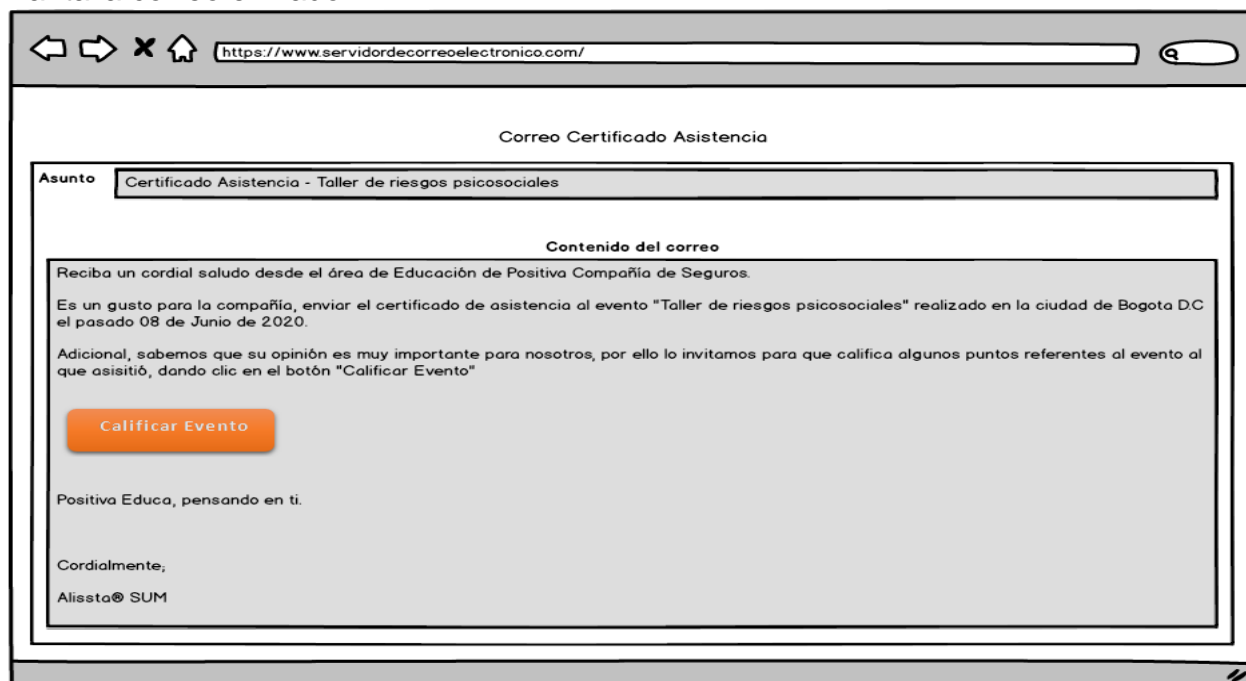 https://www.servidordecorreoelectronico.com/
Correo Certificado Asistencia
Asunto
Certificado Asistencia - Taller de riesgos psicosociales
Contenido del correo
Reciba un cordial saludo desde el área de Educación de Positiva Compañía de Seguros.
Es un gusto para la compañía, enviar el certificado de asistencia al evento "Taller de riesgos psicosociales" realizado en la ciudad de Bogota D.C
el pasado 08 de Junio de 2020.
Adicional, sabemos que su opinión es muy importante para nosotros, por ello lo invitamos para que califica algunos puntos referentes al evento al
que asisitió, dando clic en el botón "Calificar Evento"
Calificar Evento
Positiva Educa, pensando en ti.
Cordialmente;
Alissta® SUM